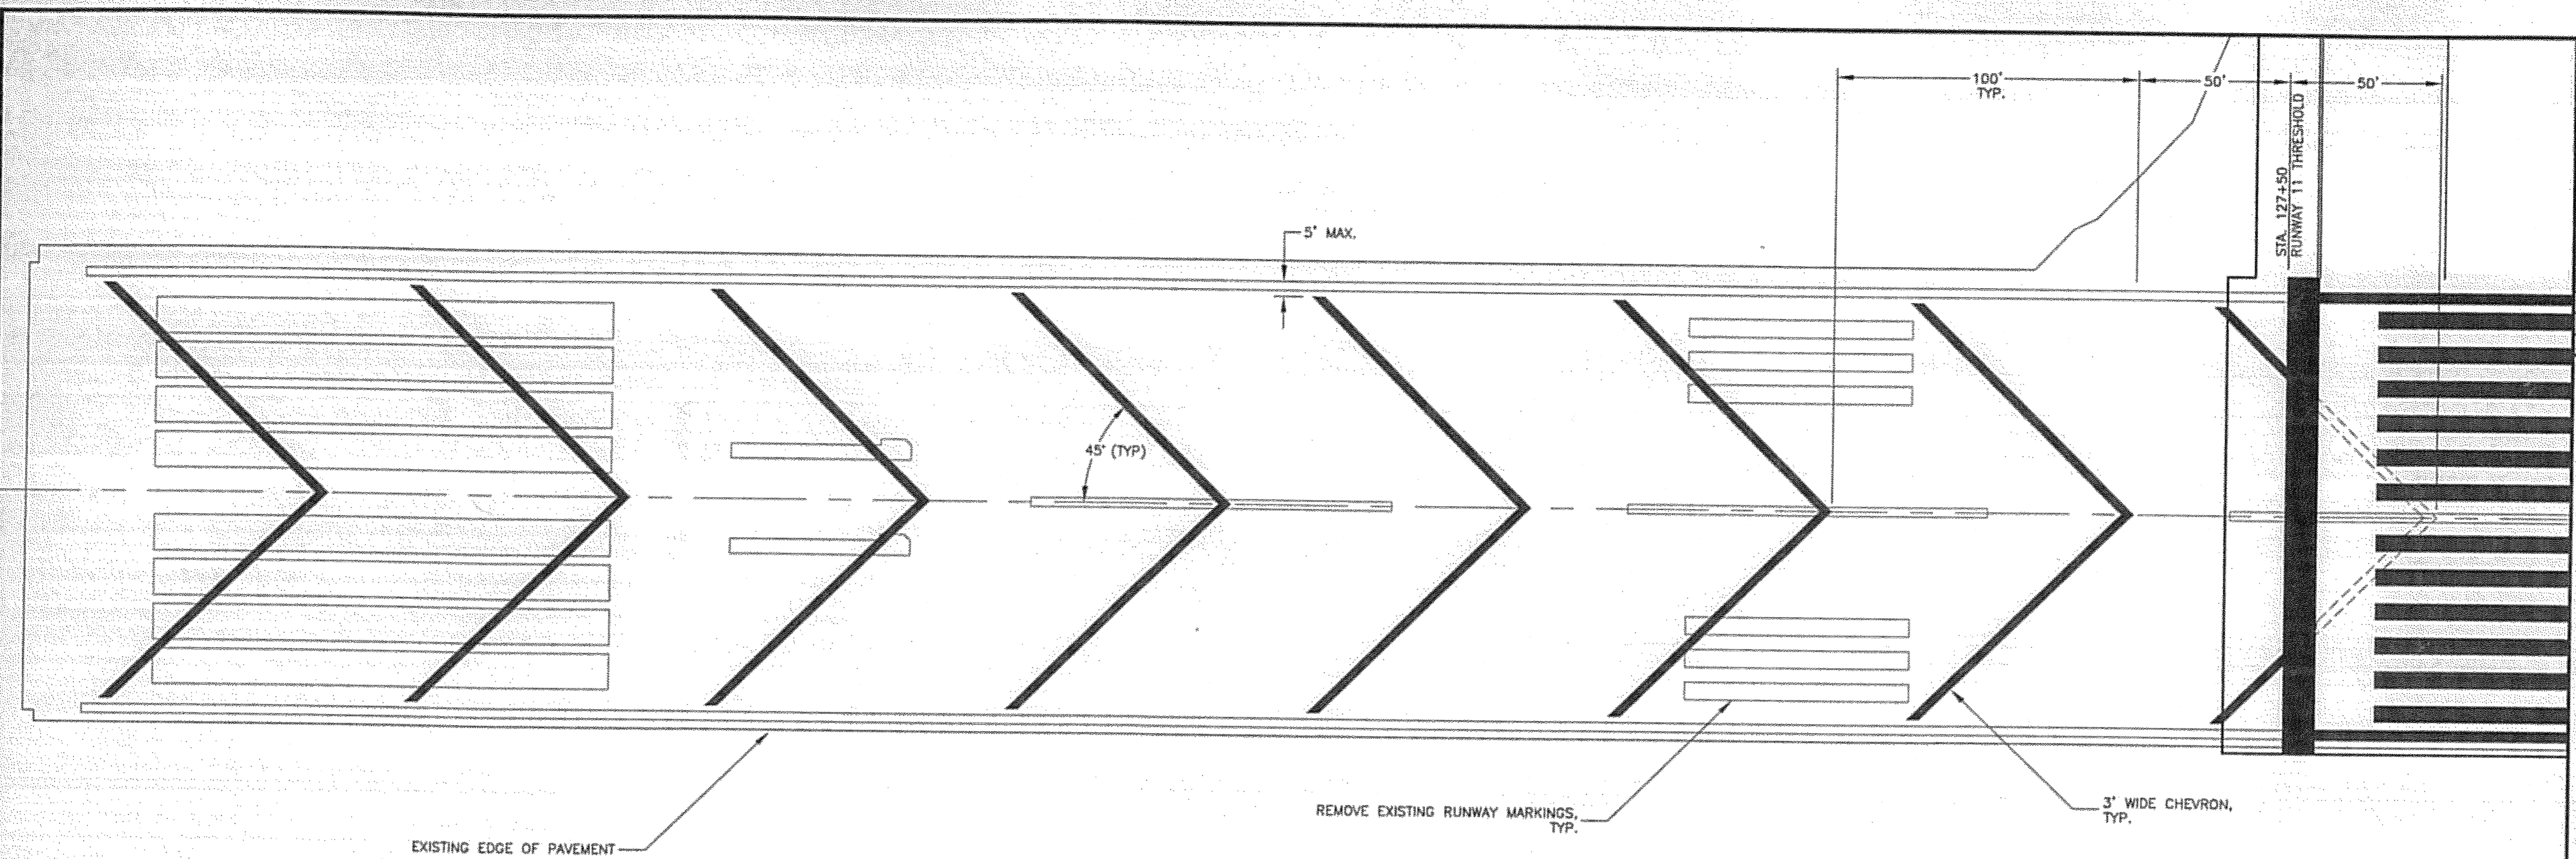 100'
TYP.
50'
50'
STA. 127+50
RUNWAY 11 THRESHOLD
5' MAX.
45° (TYP)
REMOVE EXISTING RUNWAY MARKINGS,
TYP.
3' WIDE CHEVRON,
TYP.
EXISTING EDGE OF PAVEMENT